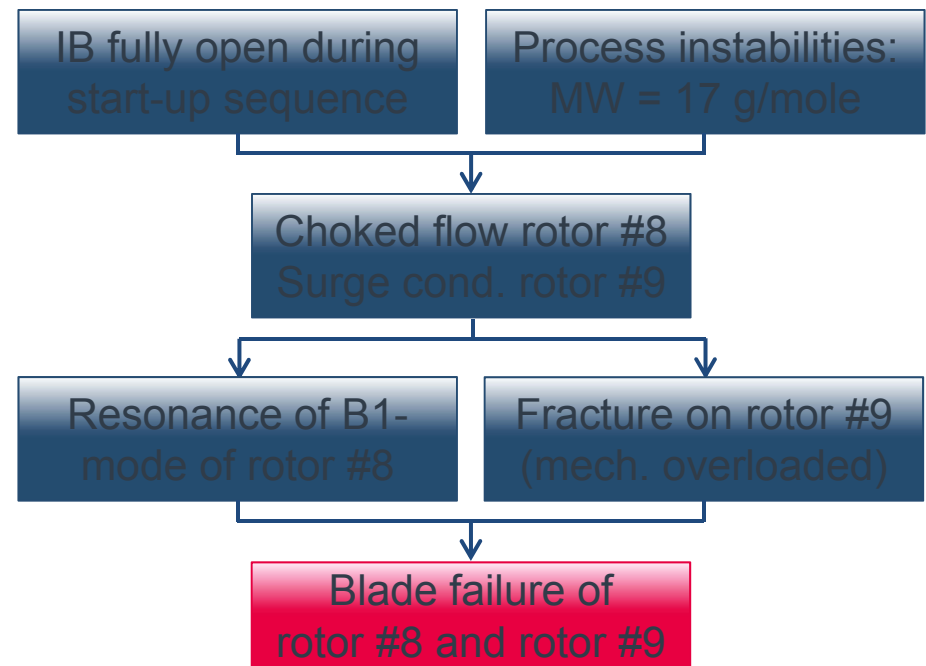 IB fully open during
start-up sequence
Process instabilities:
MW = 17 g/mole
Choked flow rotor #8
Surge cond. rotor #9
Resonance of B1-
mode of rotor #8
Fracture on rotor #9
(mech. overloaded)
Blade failure of
rotor #8 and rotor #9